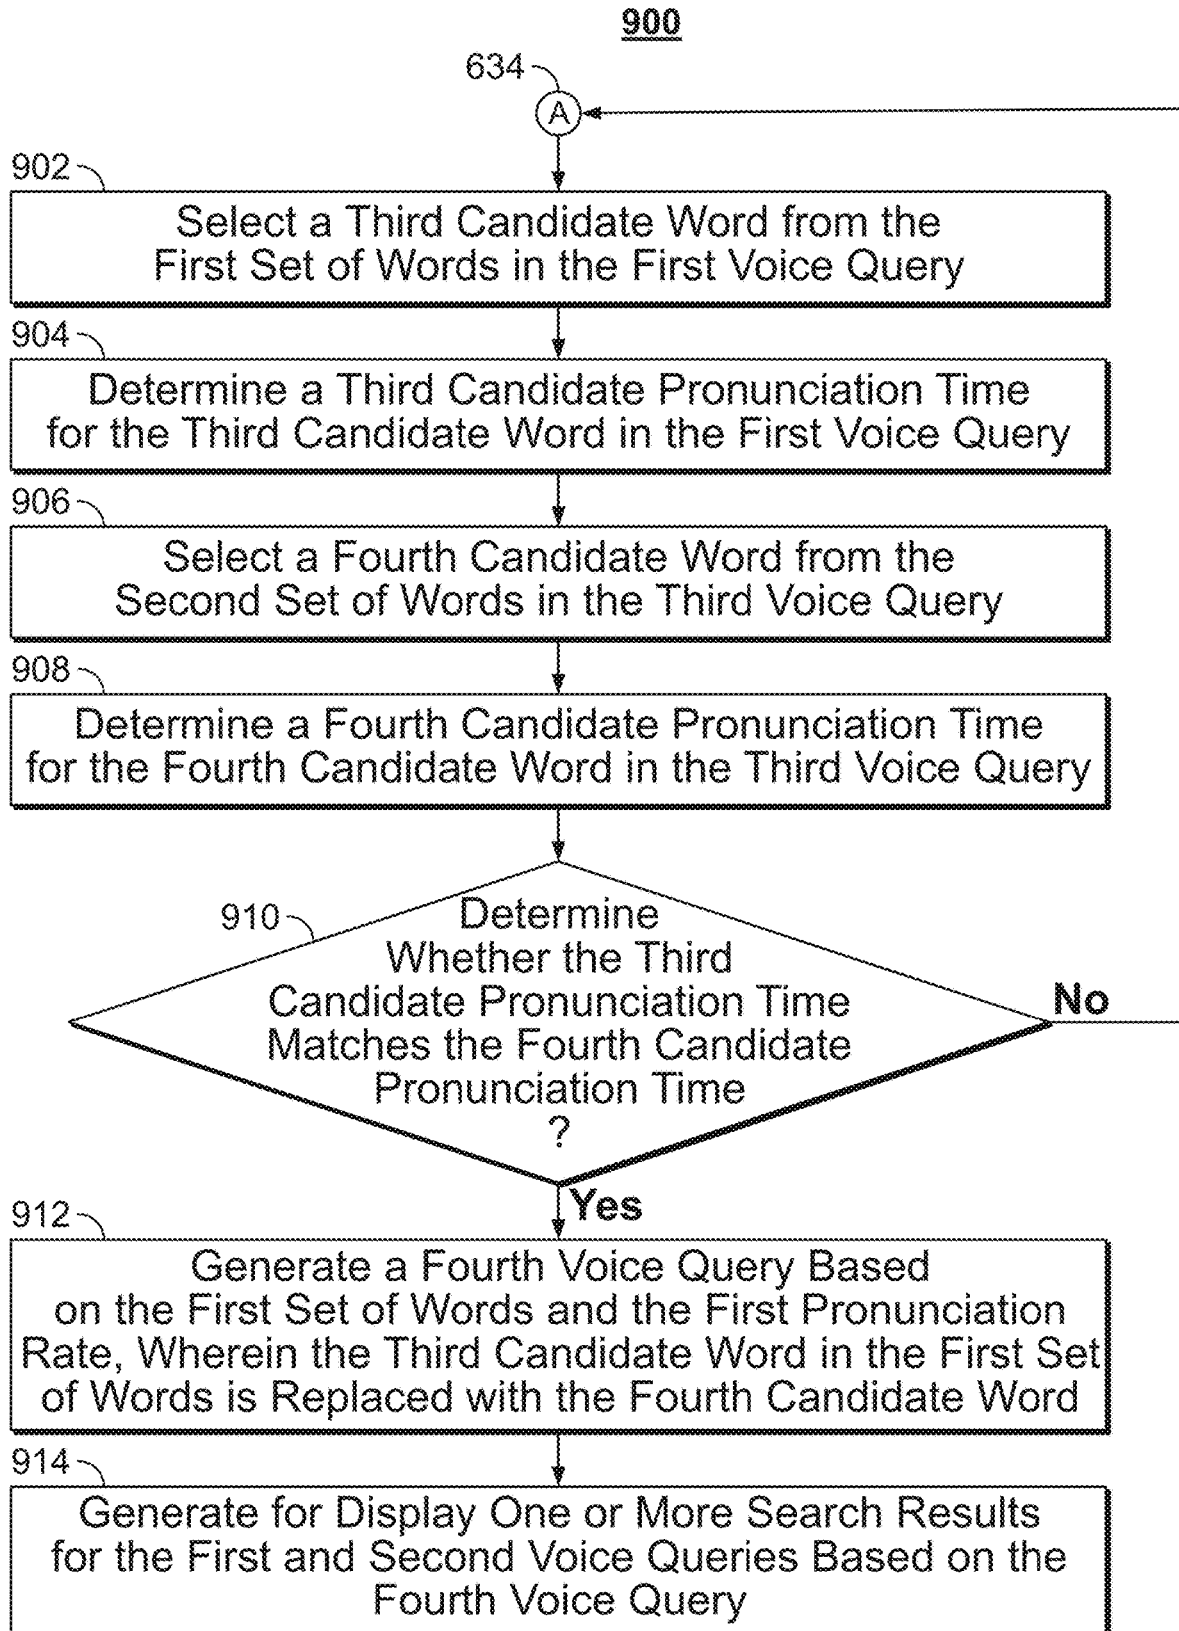 900
634
A
902
Select a Third Candidate Word from the
First Set of Words in the First Voice Query
904
Determine a Third Candidate Pronunciation Time
for the Third Candidate Word in the First Voice Query
906
Select a Fourth Candidate Word from the
Second Set of Words in the Third Voice Query
908
Determine a Fourth Candidate Pronunciation Time
for the Fourth Candidate Word in the Third Voice Query
910
Determine
Whether the Third
Candidate Pronunciation Time
Matches the Fourth Candidate
Pronunciation Time
?
No
Yes
912
Generate a Fourth Voice Query Based
on the First Set of Words and the First Pronunciation
Rate, Wherein the Third Candidate Word in the First Set
of Words is Replaced with the Fourth Candidate Word
914
Generate for Display One or More Search Results
for the First and Second Voice Queries Based on the
Fourth Voice Query